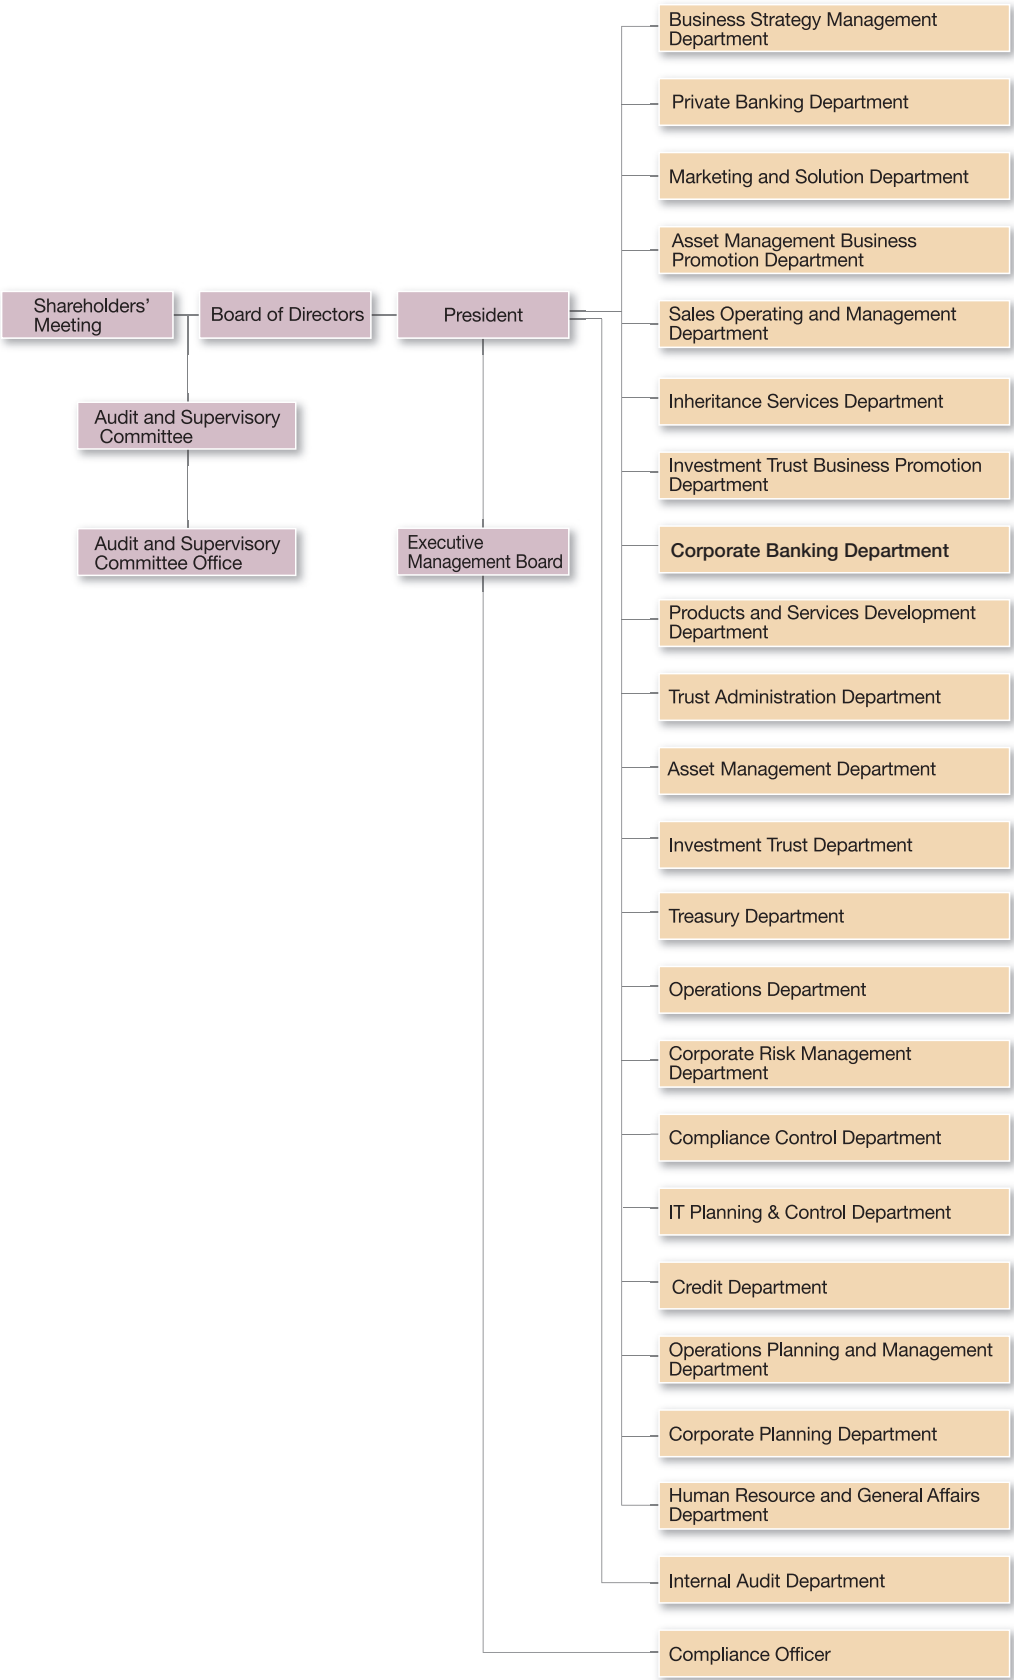 Shareholders’
Meeting
Board of Directors
President
Audit and Supervisory
Committee
Audit and Supervisory
Committee Office
Executive
Management Board
Business Strategy Management
Department
Private Banking Department
Marketing and Solution Department
Asset Management Business
Promotion Department
Sales Operating and Management
Department
Inheritance Services Department
Investment Trust Business Promotion
Department
Corporate Banking Department
Products and Services Development
Department
Trust Administration Department
Asset Management Department
Investment Trust Department
Treasury Department
Operations Department
Corporate Risk Management
Department
Compliance Control Department
IT Planning & Control Department
Credit Department
Operations Planning and Management
Department
Corporate Planning Department
Human Resource and General Affairs
Department
Internal Audit Department
Compliance Officer